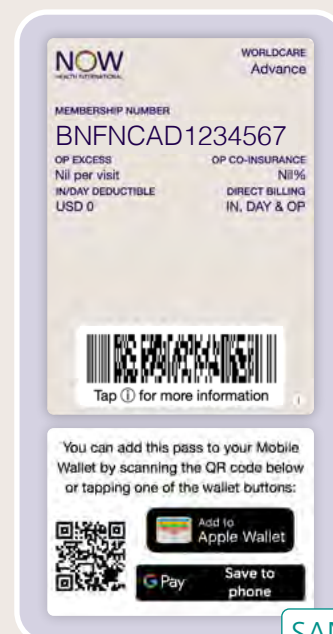 NOW
HEALTH INTERNATIONAL
WORLDCARE
Advance
MEMBERSHIP NUMBER
BNFNCAD1234567
OP EXCESS
OP CO-INSURANCE
Nil per visit
Nil%
IN/DAY DEDUCTIBLE
DIRECT BILLING
USD 0
IN, DAY & OP
Tap ⓘ for more information
You can add this pass to your Mobile
Wallet by scanning the QR code below
or tapping one of the wallet buttons:
Add to
Apple Wallet
G Pay
Save to
phone